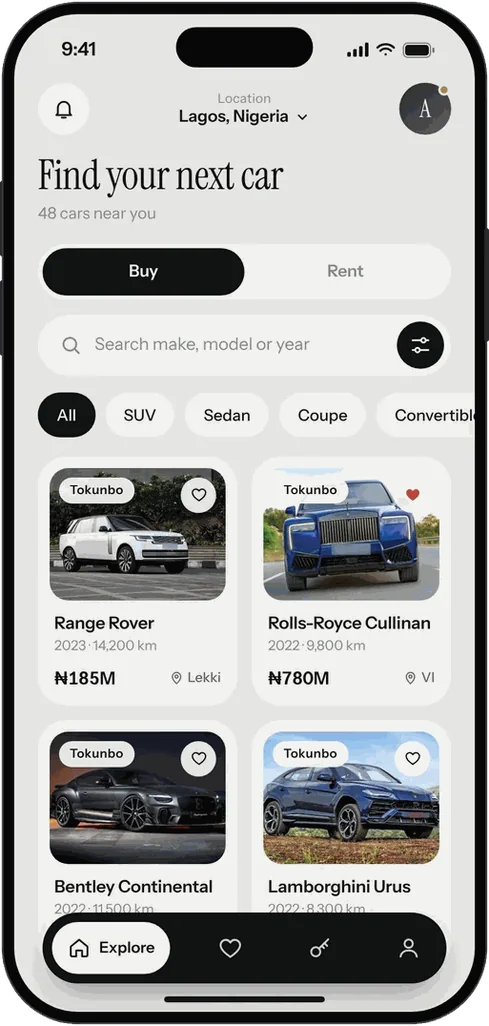 9:41
Location
Lagos, Nigeria
A
Find your next car
48 cars near you
Buy
Rent
Search make, model or year
All
SUV
Sedan
Coupe
Convertible
Tokunbo
Tokunbo
Range Rover
Rolls-Royce Cullinan
2023 · 14,200 km
2022 · 9,800 km
₦185M
Lekki
₦780M
VI
Tokunbo
Tokunbo
Bentley Continental
Lamborghini Urus
2022 · 11,500 km
2022 · 8,300 km
Explore